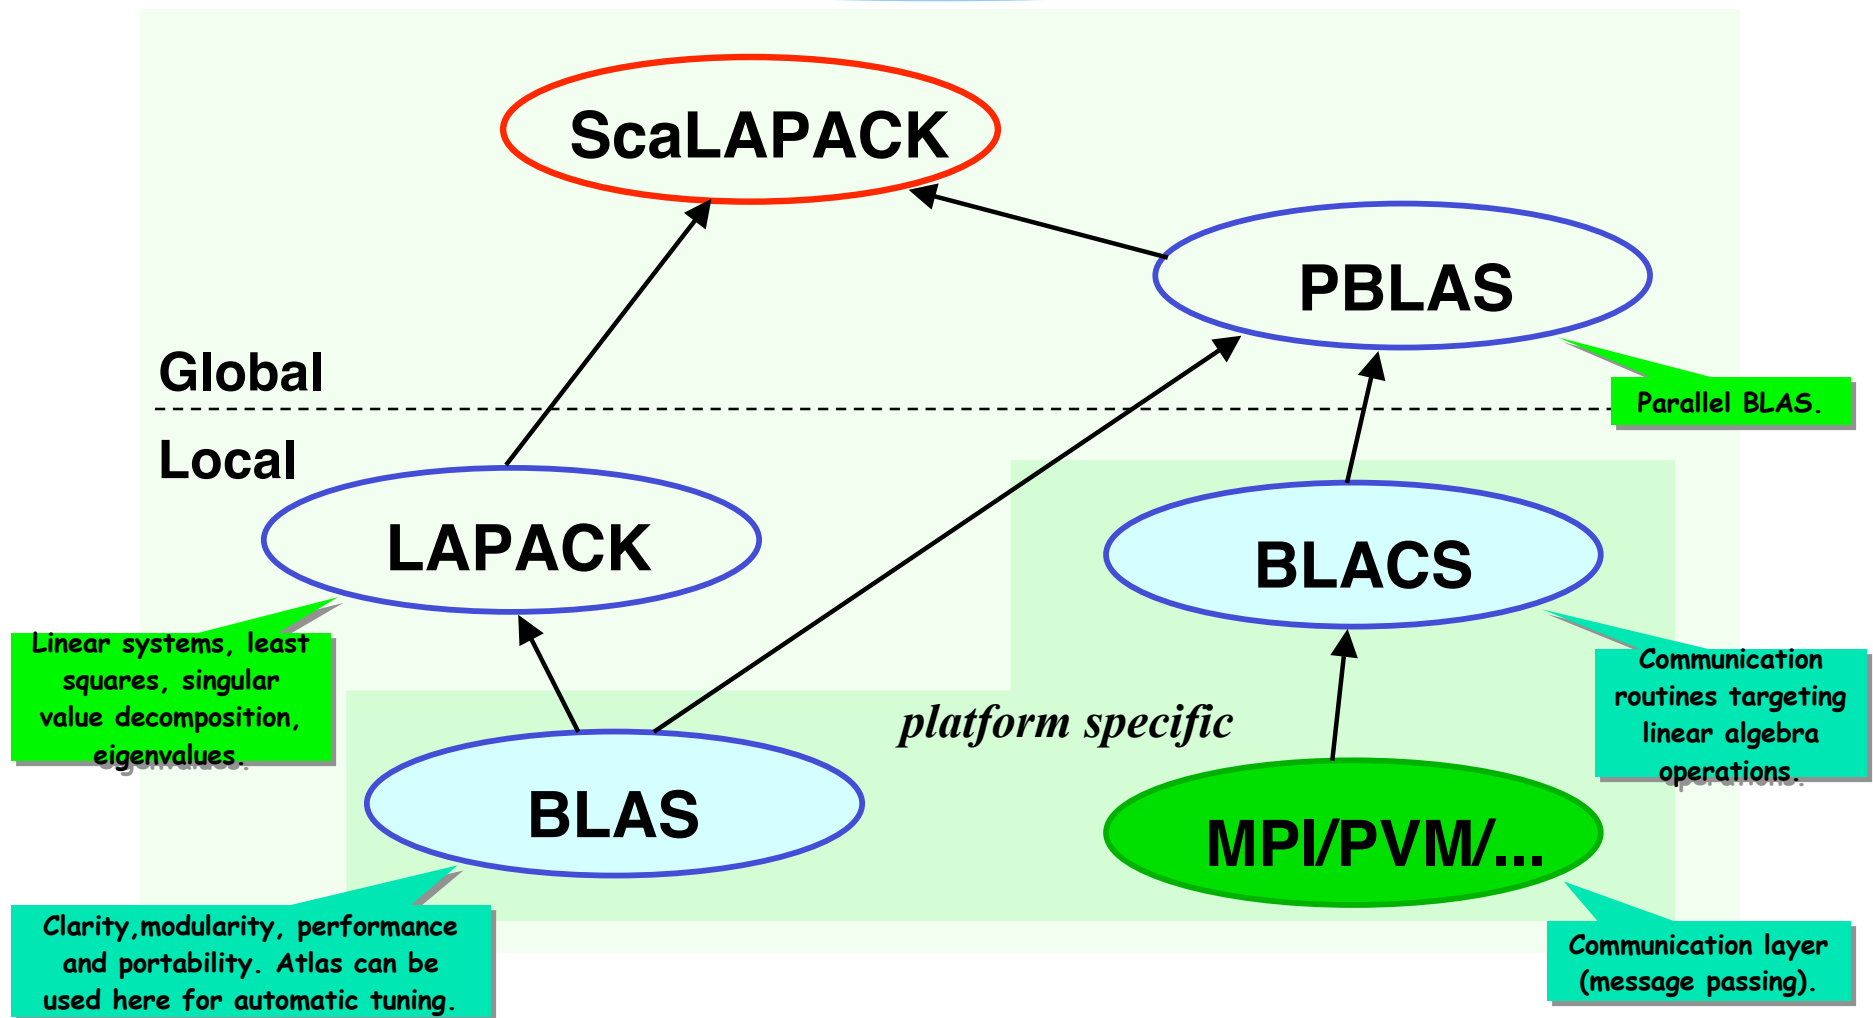 ScaLAPACK
PBLAS
Global
Parallel BLAS.
Local
LAPACK
BLACS
Linear systems, least
squares, singular
value decomposition,
eigenvalues.
Communication
routines targeting
linear algebra
operations.
platform specific
BLAS
MPI/PVM/...
Clarity,modularity, performance
and portability. Atlas can be
used here for automatic tuning.
Communication layer
(message passing).